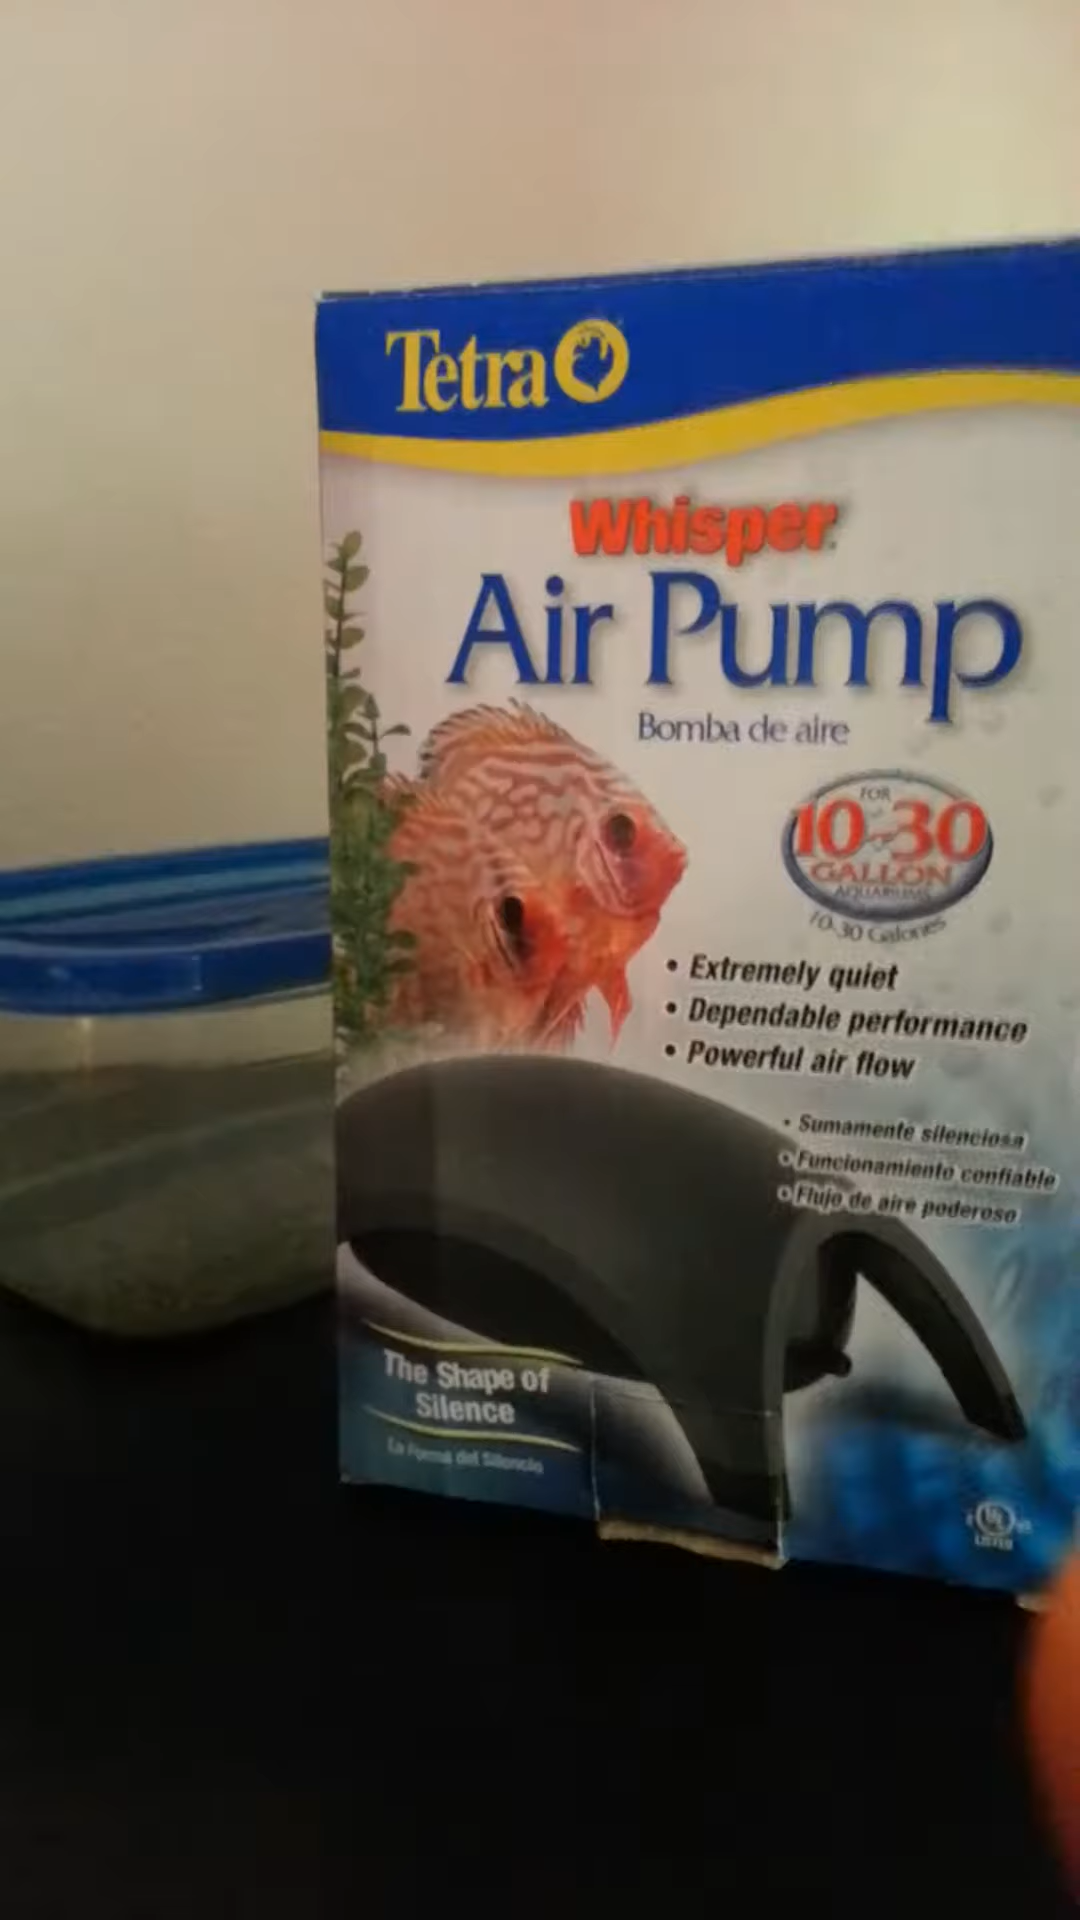 Tetra
Whisper
Air Pump
Bomba de aire
FOR
10-30
GALLON
AQUARIUMS
10-30 Galones
• Extremely quiet
• Dependable performance
• Powerful air flow
• Sumamente silenciosa
• Funcionamiento confiable
• Flujo de aire poderoso
The Shape of
Silence
La Forma del Silencio
UL
LISTED